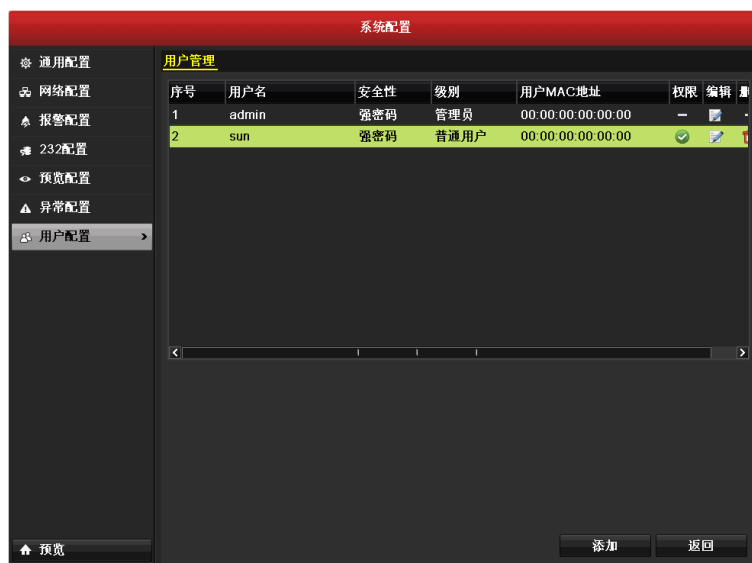 系统配置
通用配置
网络配置
报警配置
232配置
预览配置
异常配置
用户配置
预览
用户管理
序号 用户名 安全性 级别 用户MAC地址 权限 编辑
1 admin 强密码 管理员 00:00:00:00:00:00 –
2 sun 强密码 普通用户 00:00:00:00:00:00
添加 返回